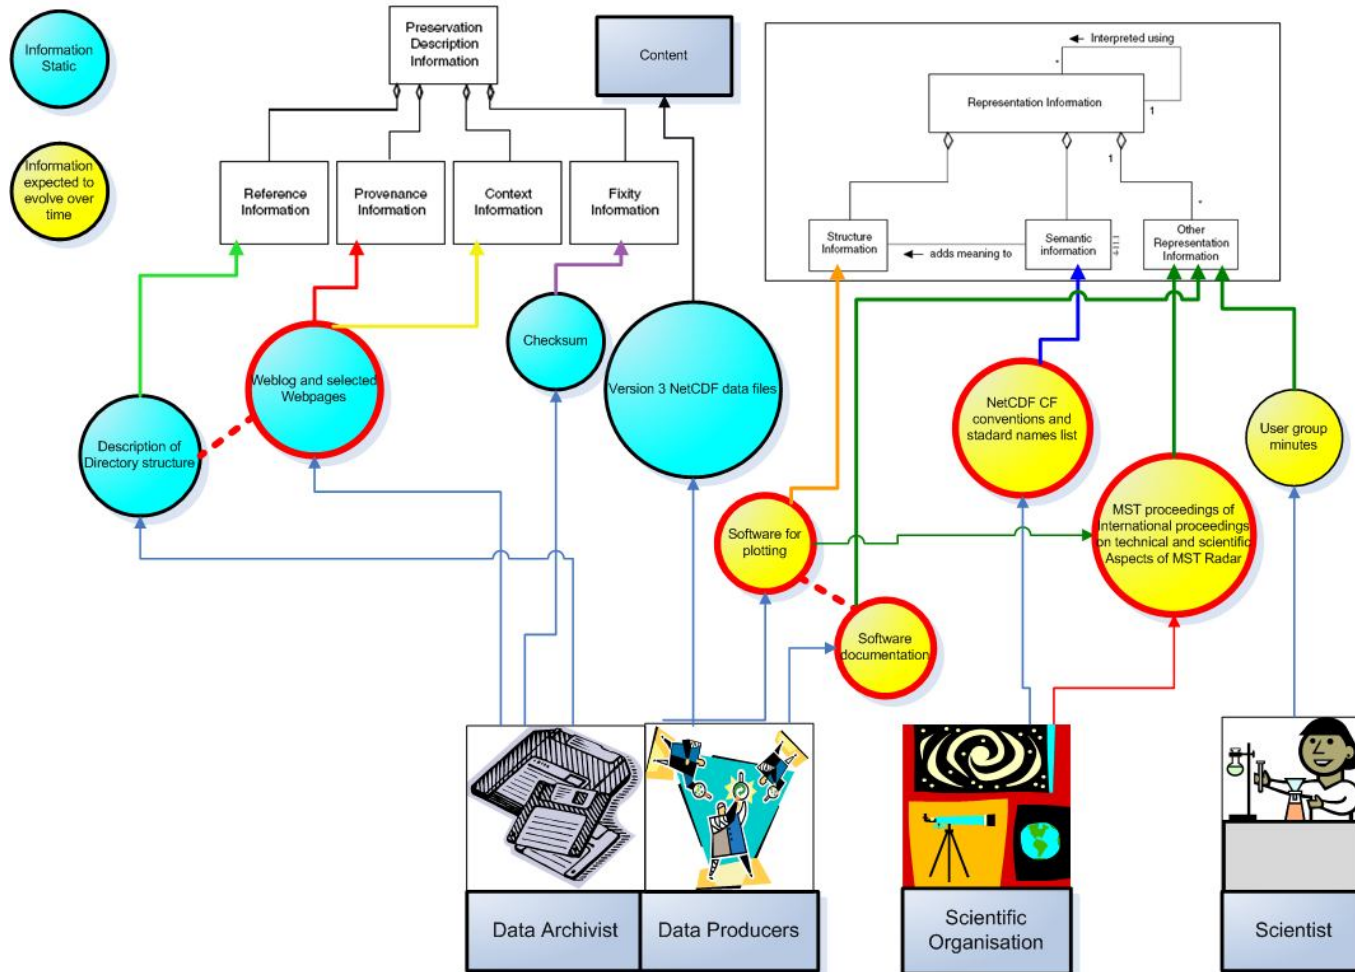 Information
Static
Information
expected to
evolve over
time
Preservation
Description
Information
Content
Interpreted using
*
Representation Information
1
1
*
Reference
Information
Provenance
Information
Context
Information
Fixity
Information
Structure
Information
adds meaning to
Semantic
information
Other
Representation
Information
Checksum
Weblog and selected
Webpages
Version 3 NetCDF data files
Description of
Directory structure
NetCDF CF
conventions and
stadard names list
User group
minutes
Software for
plotting
MST proceedings of
International proceedings
on technical and scientific
Aspects of MST Radar
Software
documentation
Data Archivist
Data Producers
Scientific
Organisation
Scientist